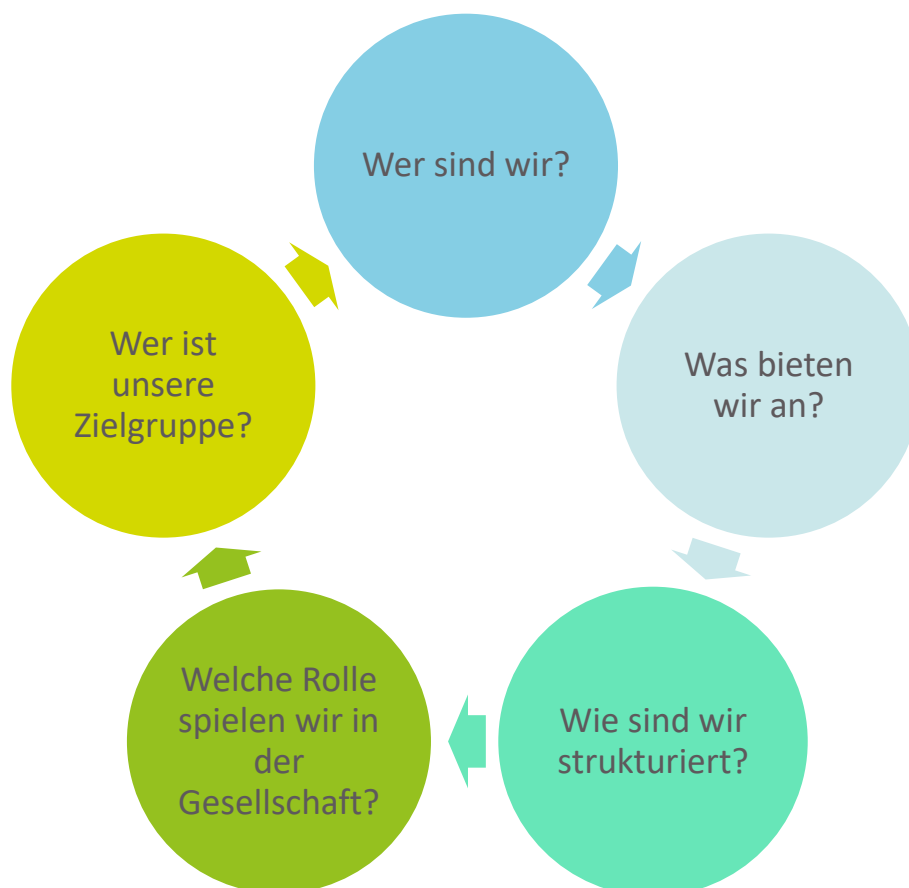 Wer sind wir?
Was bieten
wir an?
Wie sind wir
strukturiert?
Welche Rolle
spielen wir in
der
Gesellschaft?
Wer ist
unsere
Zielgruppe?